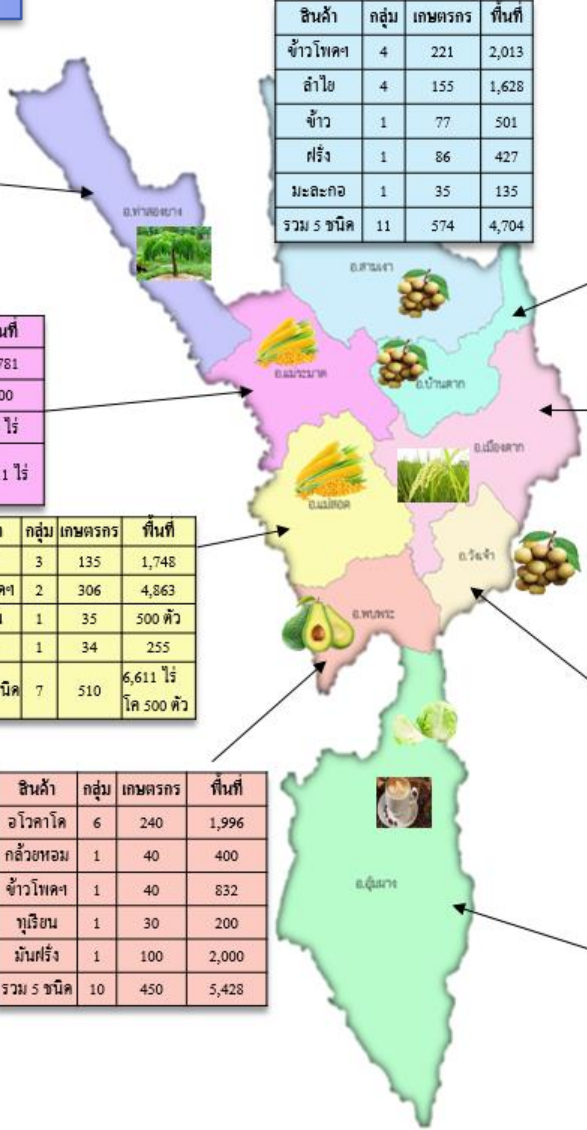 สินค้า กลุ่ม เกษตรกร พื้นที่
ข้าวโพดฯ 4 221 2,013
ลำไย 4 155 1,628
ข้าว 1 77 501
ฝรั่ง 1 86 427
มะละกอ 1 35 135
รวม 5 ชนิด 11 574 4,704
อ.ท่าสองยาง
อ.สามเงา
อ.แม่ระมาด
อ.บ้านตาก
อ.เมืองตาก
อ.แม่สอด
อ.วังเจ้า
อ.พบพระ
อ.อุ้มผาง
ไร่
1 ไร่
กลุ่ม เกษตรกร พื้นที่
3 135 1,748
2 306 4,863
1 35 500 ตัว
1 34 255
7 510 6,611 ไร่
โค 500 ตัว
สินค้า กลุ่ม เกษตรกร พื้นที่
อโวคาโด 6 240 1,996
กล้วยหอม 1 40 400
ข้าวโพดฯ 1 40 832
ทุเรียน 1 30 200
มันฝรั่ง 1 100 2,000
รวม 5 ชนิด 10 450 5,428